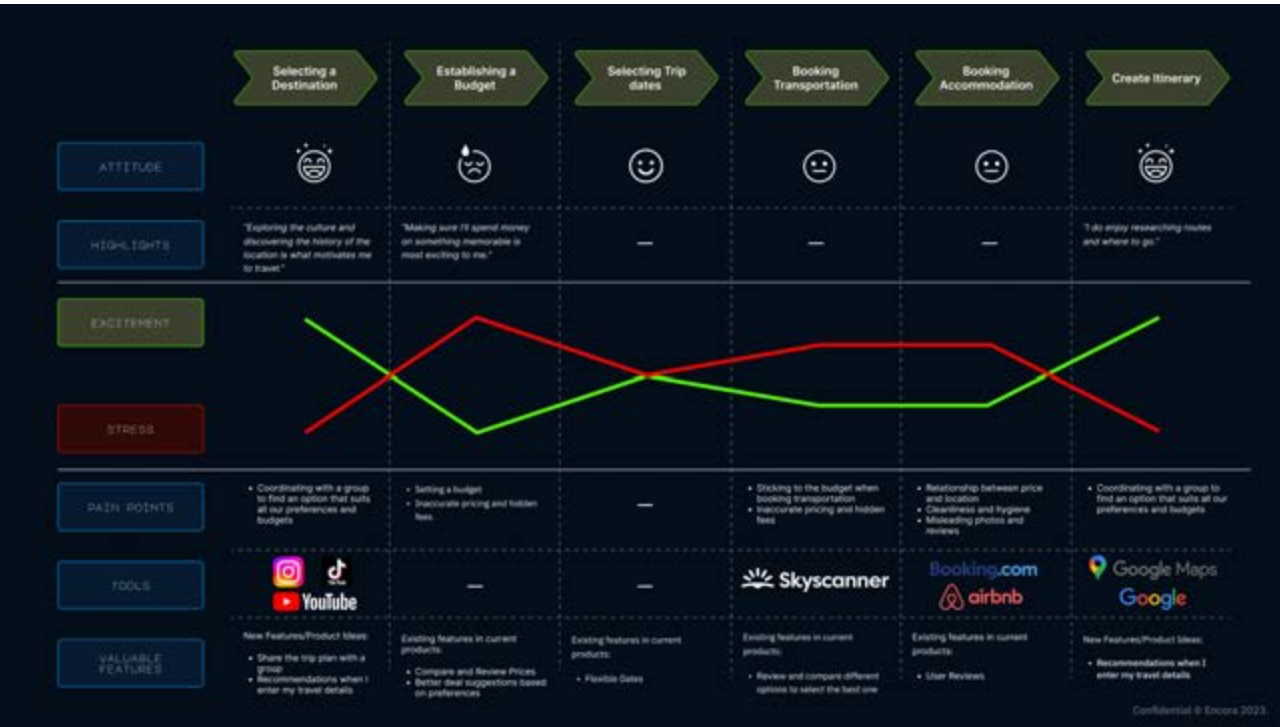 Selecting a
Destination
Establishing a
Budget
Selecting Trip
dates
Booking
Transportation
Booking
Accommodation
Create Itinerary
ATTITUDE
HIGHLIGHTS
"Exploring the culture and
discovering the history of the
location is what motivates me
to travel."
"Making sure I'll spend money
on something memorable is
most exciting to me."
—
—
—
"I do enjoy researching routes
and where to go."
EXCITEMENT
STRESS
PAIN POINTS
• Coordinating with a group
to find an option that suits
all our preferences and
budgets
• Setting a budget
• Inaccurate pricing and hidden
fees
—
• Sticking to the budget when
booking transportation
• Inaccurate pricing and hidden
fees
• Relationship between price
and location
• Cleanliness and hygiene
• Misleading photos and
reviews
• Coordinating with a group to
find an option that suits all our
preferences and budgets
TOOLS
TikTok
YouTube
—
—
Skyscanner
Booking.com
airbnb
Google Maps
Google
VALUABLE
FEATURES
New Features/Product Ideas:
• Share the trip plan with a
group
• Recommendations when I
enter my travel details
Existing features in current
products:
• Compare and Review Prices
• Better deal suggestions based
on preferences
Existing features in current
products:
• Flexible Dates
Existing features in current
products:
• Review and compare different
options to select the best one
Existing features in current
products:
• User Reviews
New Features/Product Ideas:
• Recommendations when I
enter my travel details
Confidential © Encora 2023.